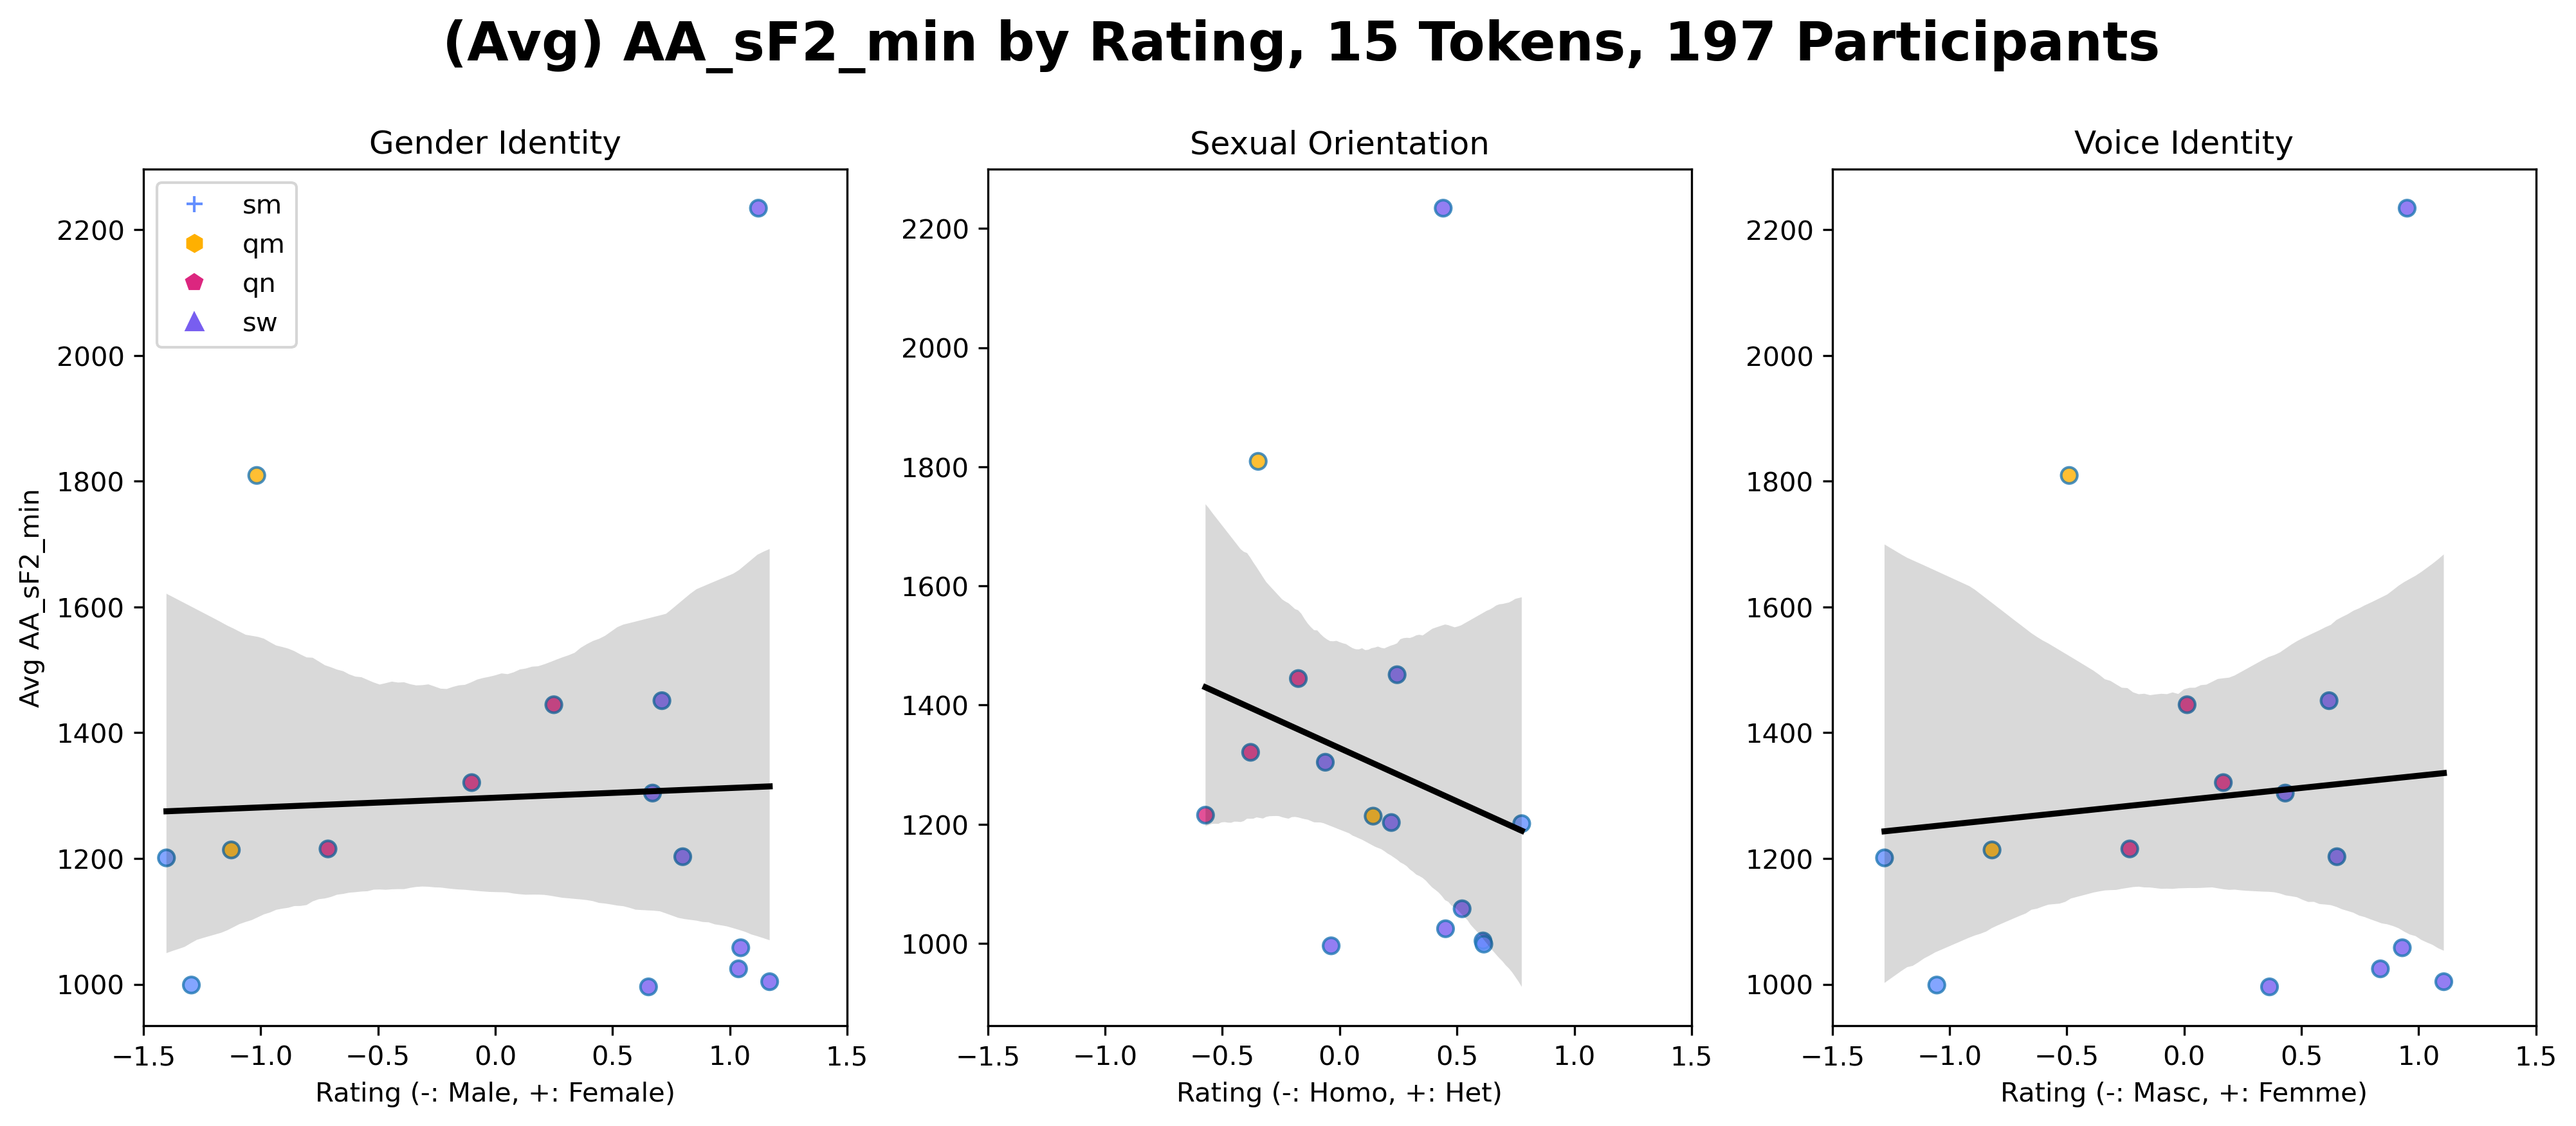 (Avg) AA_sF2_min by Rating, 15 Tokens, 197 Participants
Gender Identity
Sexual Orientation
Voice Identity
sm
qm
qn
sw
Avg AA_sF2_min
2200
2000
1800
1600
1400
1200
1000
−1.5 −1.0 −0.5 0.0 0.5 1.0 1.5
Rating (-: Male, +: Female)
2200
2000
1800
1600
1400
1200
1000
−1.5 −1.0 −0.5 0.0 0.5 1.0 1.5
Rating (-: Homo, +: Het)
2200
2000
1800
1600
1400
1200
1000
−1.5 −1.0 −0.5 0.0 0.5 1.0 1.5
Rating (-: Masc, +: Femme)